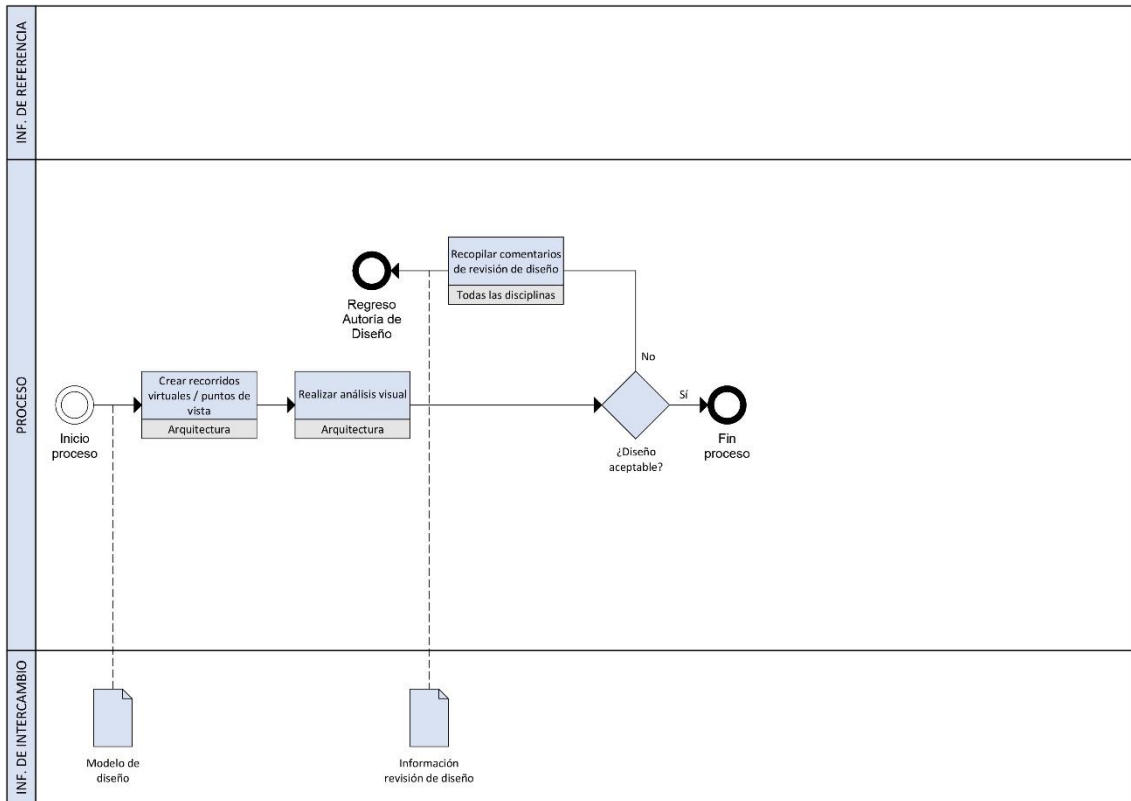 INF. DE REFERENCIA
PROCESO
Recopilar comentarios
de revisión de diseño
Todas las disciplinas
Regreso
Autoría de
Diseño
No
Crear recorridos
virtuales / puntos de
vista
Arquitectura
Realizar análisis visual
Arquitectura
Sí
Inicio
proceso
¿Diseño
aceptable?
Fin
proceso
INF. DE INTERCAMBIO
Modelo de
diseño
Información
revisión de diseño